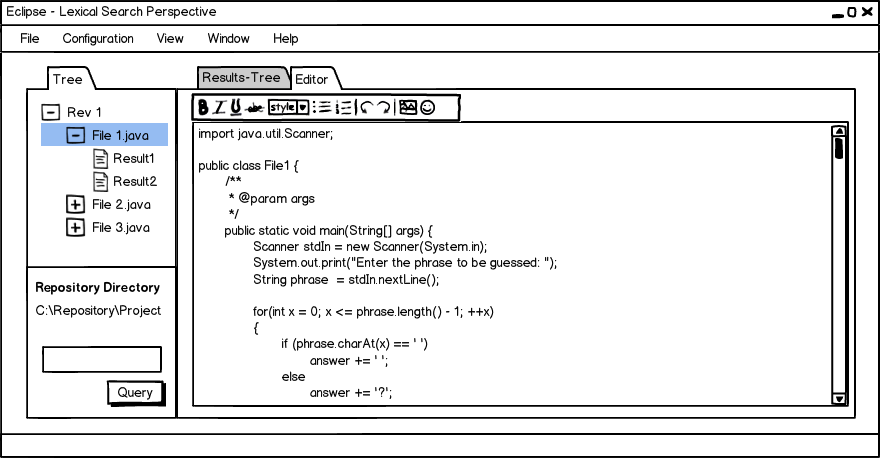 Eclipse - Lexical Search Perspective
File Configuration View Window Help
Tree
Rev 1
File 1.java
Result1
Result2
File 2.java
File 3.java
Repository Directory
C:\Repository\Project
Query
Results-Tree Editor
B I U abc style
import java.util.Scanner;
public class File1 {
/**
* @param args
*/
public static void main(String[] args) {
Scanner stdIn = new Scanner(System.in);
System.out.print("Enter the phrase to be guessed: ");
String phrase = stdIn.nextLine();
for(int x = 0; x <= phrase.length() - 1; ++x)
{
if (phrase.charAt(x) == ' ')
answer += ' ';
else
answer += '?';